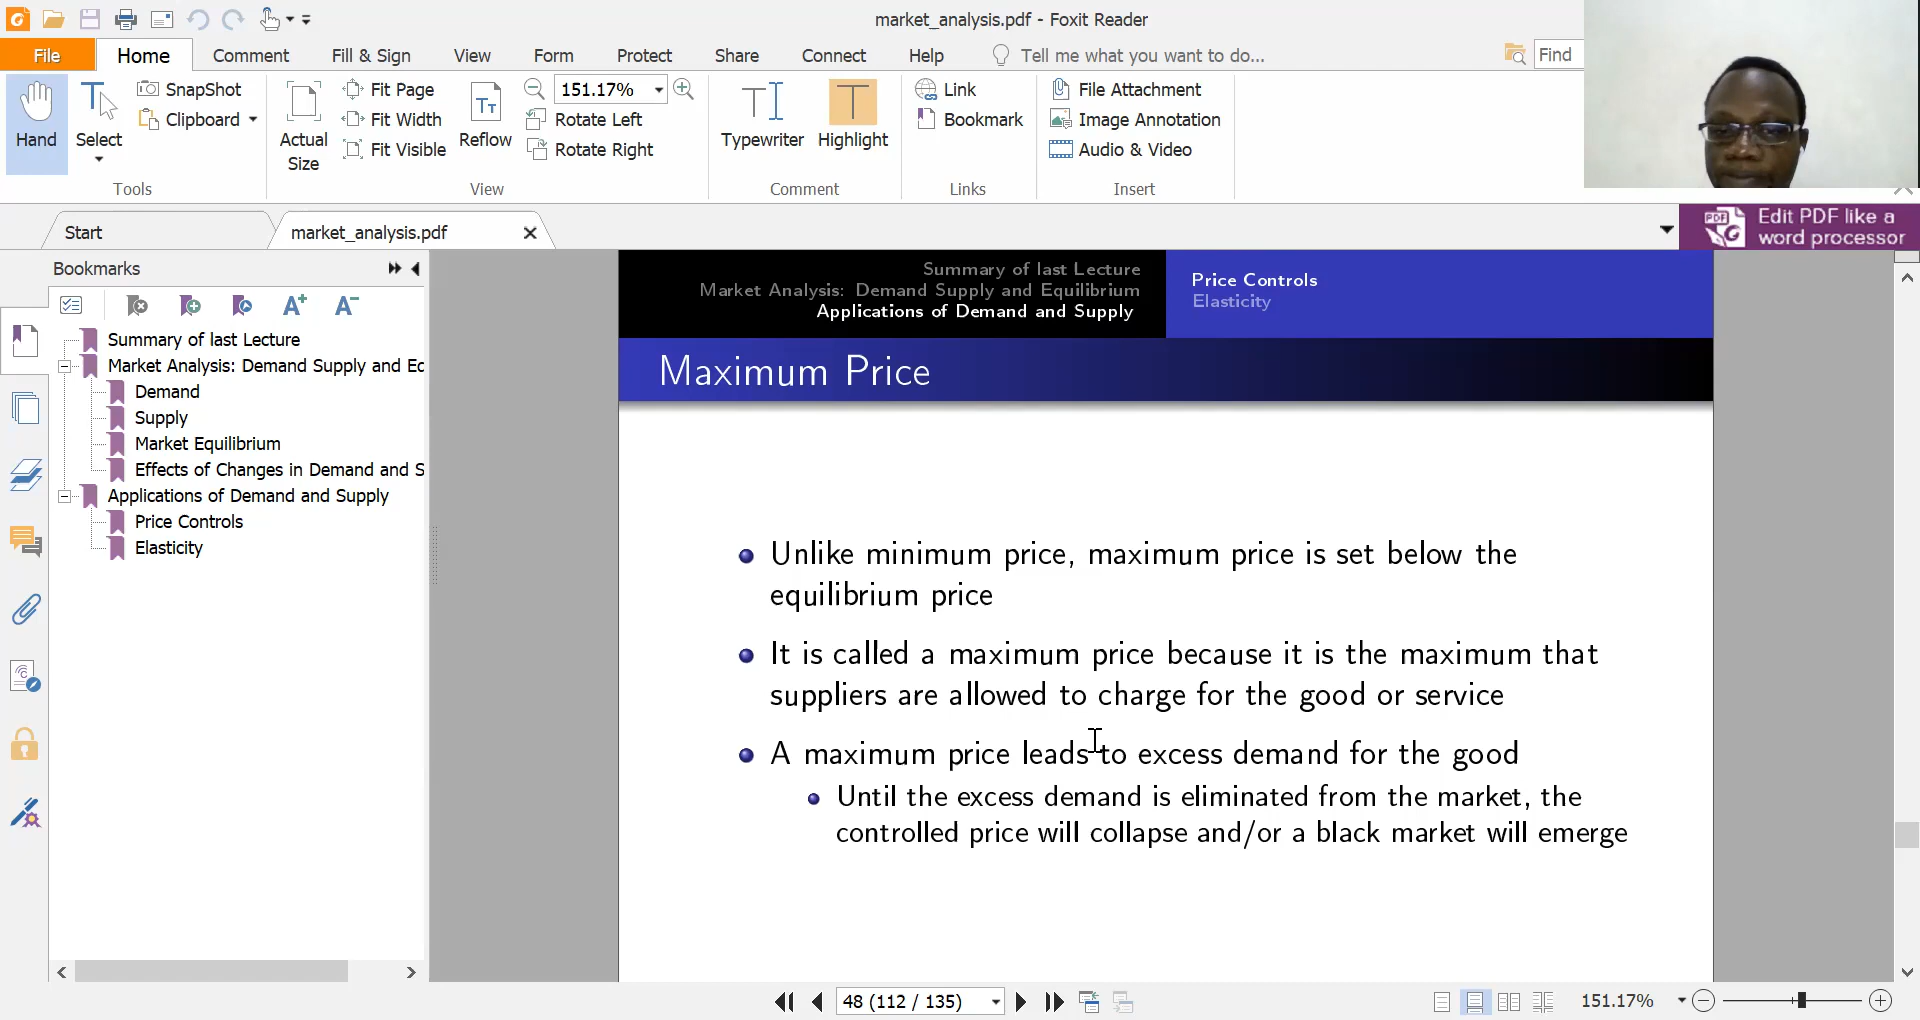 market_analysis.pdf - Foxit Reader
File
Home
Comment
Fill & Sign
View
Form
Protect
Share
Connect
Help
Tell me what you want to do...
Find
Hand
Select
SnapShot
Clipboard
Tools
Actual
Size
Fit Page
Fit Width
Fit Visible
Reflow
151.17%
Rotate Left
Rotate Right
View
Typewriter
Highlight
Comment
Link
Bookmark
Links
File Attachment
Image Annotation
Audio & Video
Insert
Start
market_analysis.pdf
Edit PDF like a
word processor
Bookmarks
Summary of last Lecture
Market Analysis: Demand Supply and Ec
Demand
Supply
Market Equilibrium
Effects of Changes in Demand and S
Applications of Demand and Supply
Price Controls
Elasticity
Summary of last Lecture
Market Analysis: Demand Supply and Equilibrium
Applications of Demand and Supply
Price Controls
Elasticity
Maximum Price
Unlike minimum price, maximum price is set below the
equilibrium price
It is called a maximum price because it is the maximum that
suppliers are allowed to charge for the good or service
A maximum price leads to excess demand for the good
Until the excess demand is eliminated from the market, the
controlled price will collapse and/or a black market will emerge
48 (112 / 135)
151.17%